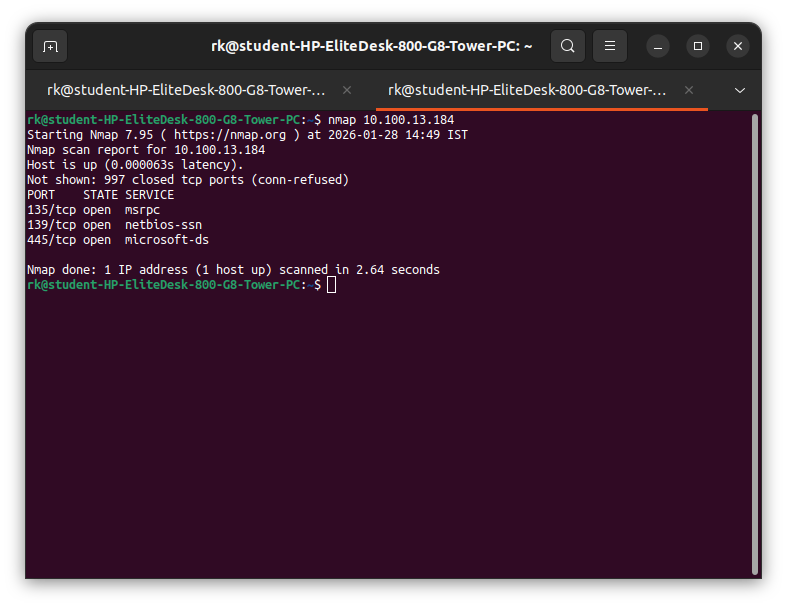 rk@student-HP-EliteDesk-800-G8-Tower-PC: ~
rk@student-HP-EliteDesk-800-G8-Tower-… rk@student-HP-EliteDesk-800-G8-Tower-…
rk@student-HP-EliteDesk-800-G8-Tower-PC:~$ nmap 10.100.13.184
Starting Nmap 7.95 ( https://nmap.org ) at 2026-01-28 14:49 IST
Nmap scan report for 10.100.13.184
Host is up (0.000063s latency).
Not shown: 997 closed tcp ports (conn-refused)
PORT    STATE SERVICE
135/tcp open  msrpc
139/tcp open  netbios-ssn
445/tcp open  microsoft-ds
Nmap done: 1 IP address (1 host up) scanned in 2.64 seconds
rk@student-HP-EliteDesk-800-G8-Tower-PC:~$